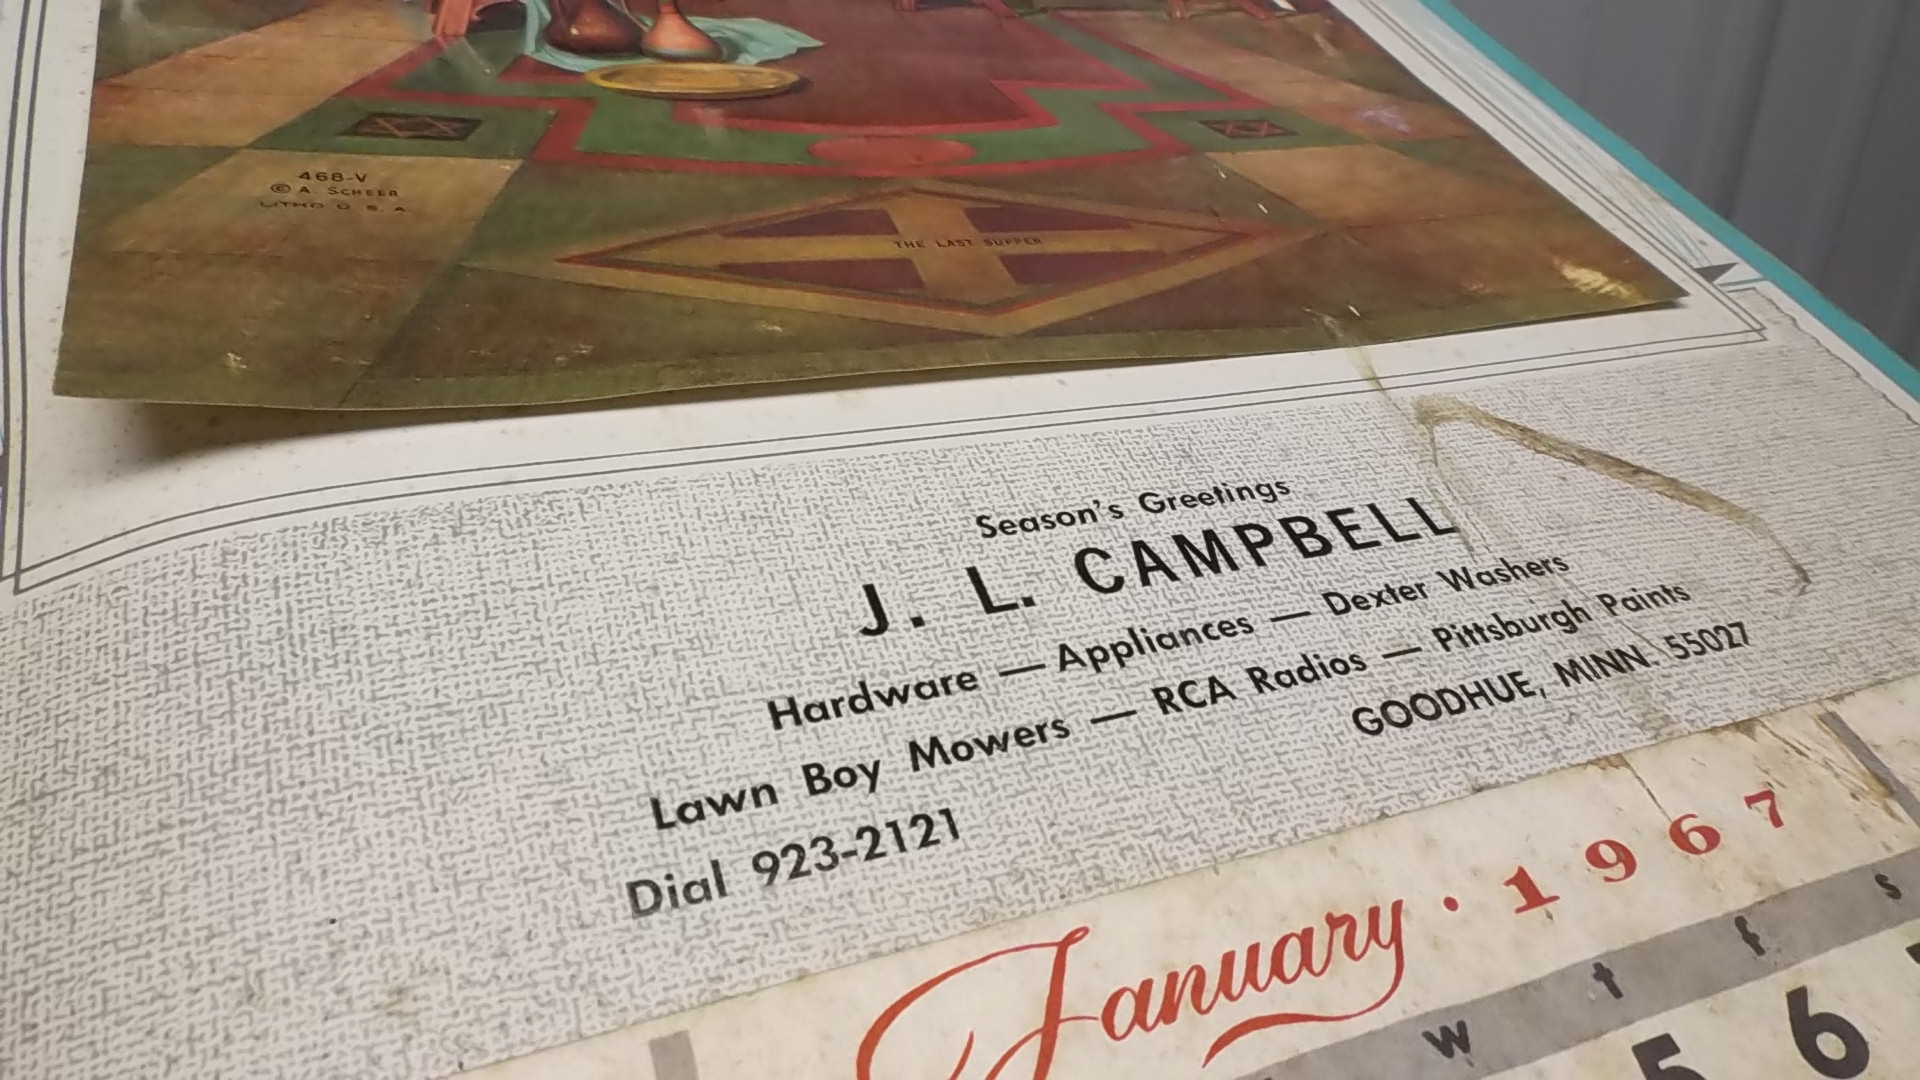 468-V
© A. SCHEER
LITHO U. S. A.
THE LAST SUPPER
Season's Greetings
J. L. CAMPBELL
Hardware — Appliances — Dexter Washers
Lawn Boy Mowers — RCA Radios — Pittsburgh Paints
Dial 923-2121 GOODHUE, MINN. 55027
January · 1967
w t f s
5 6